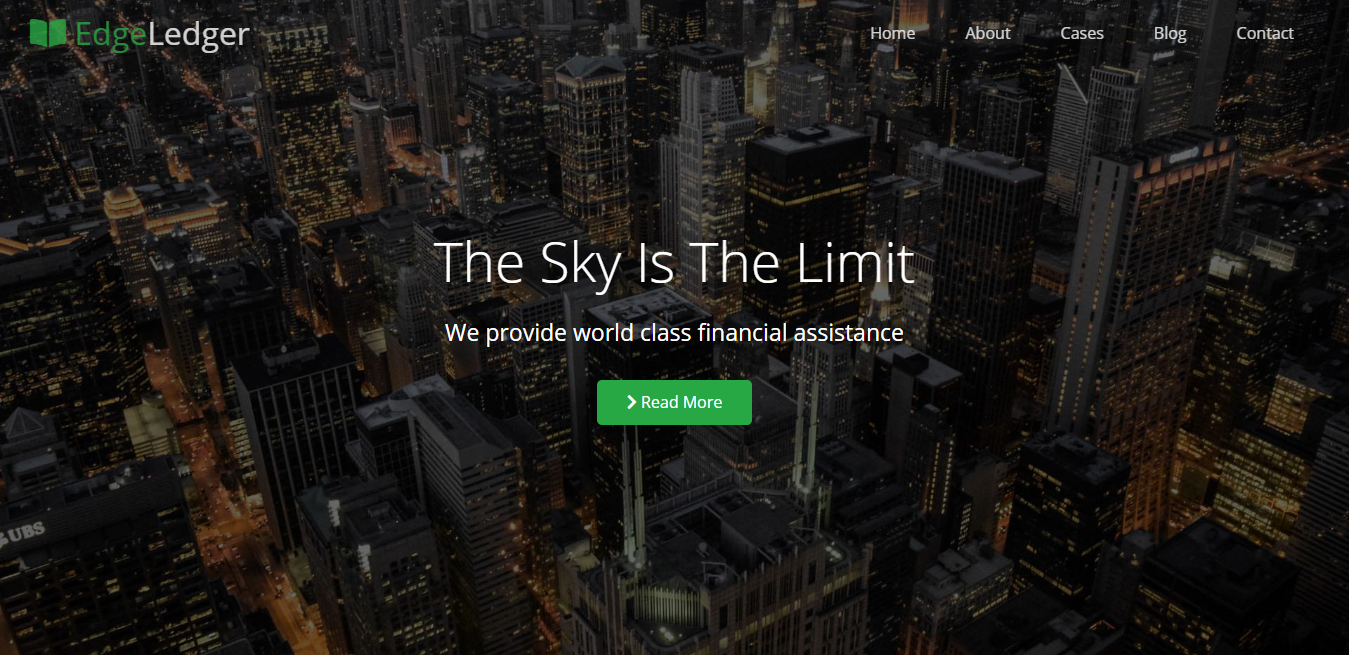 EdgeLedger
Home About Cases Blog Contact
The Sky Is The Limit
We provide world class financial assistance
Read More
UBS